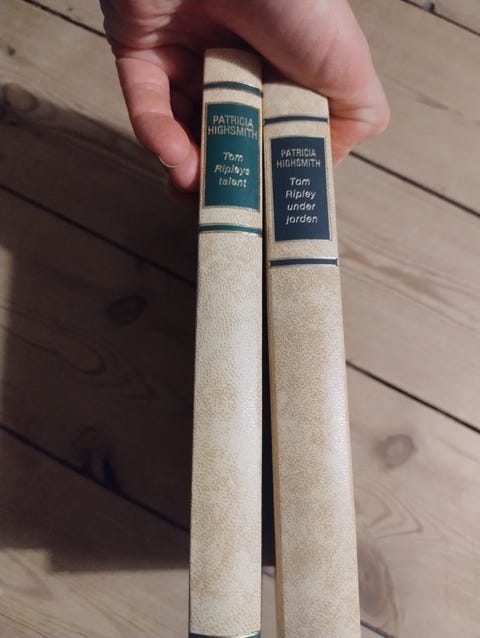 PATRICIA
HIGHSMITH
Tom
Ripleys
talent
PATRICIA
HIGHSMITH
Tom
Ripley
under
jorden